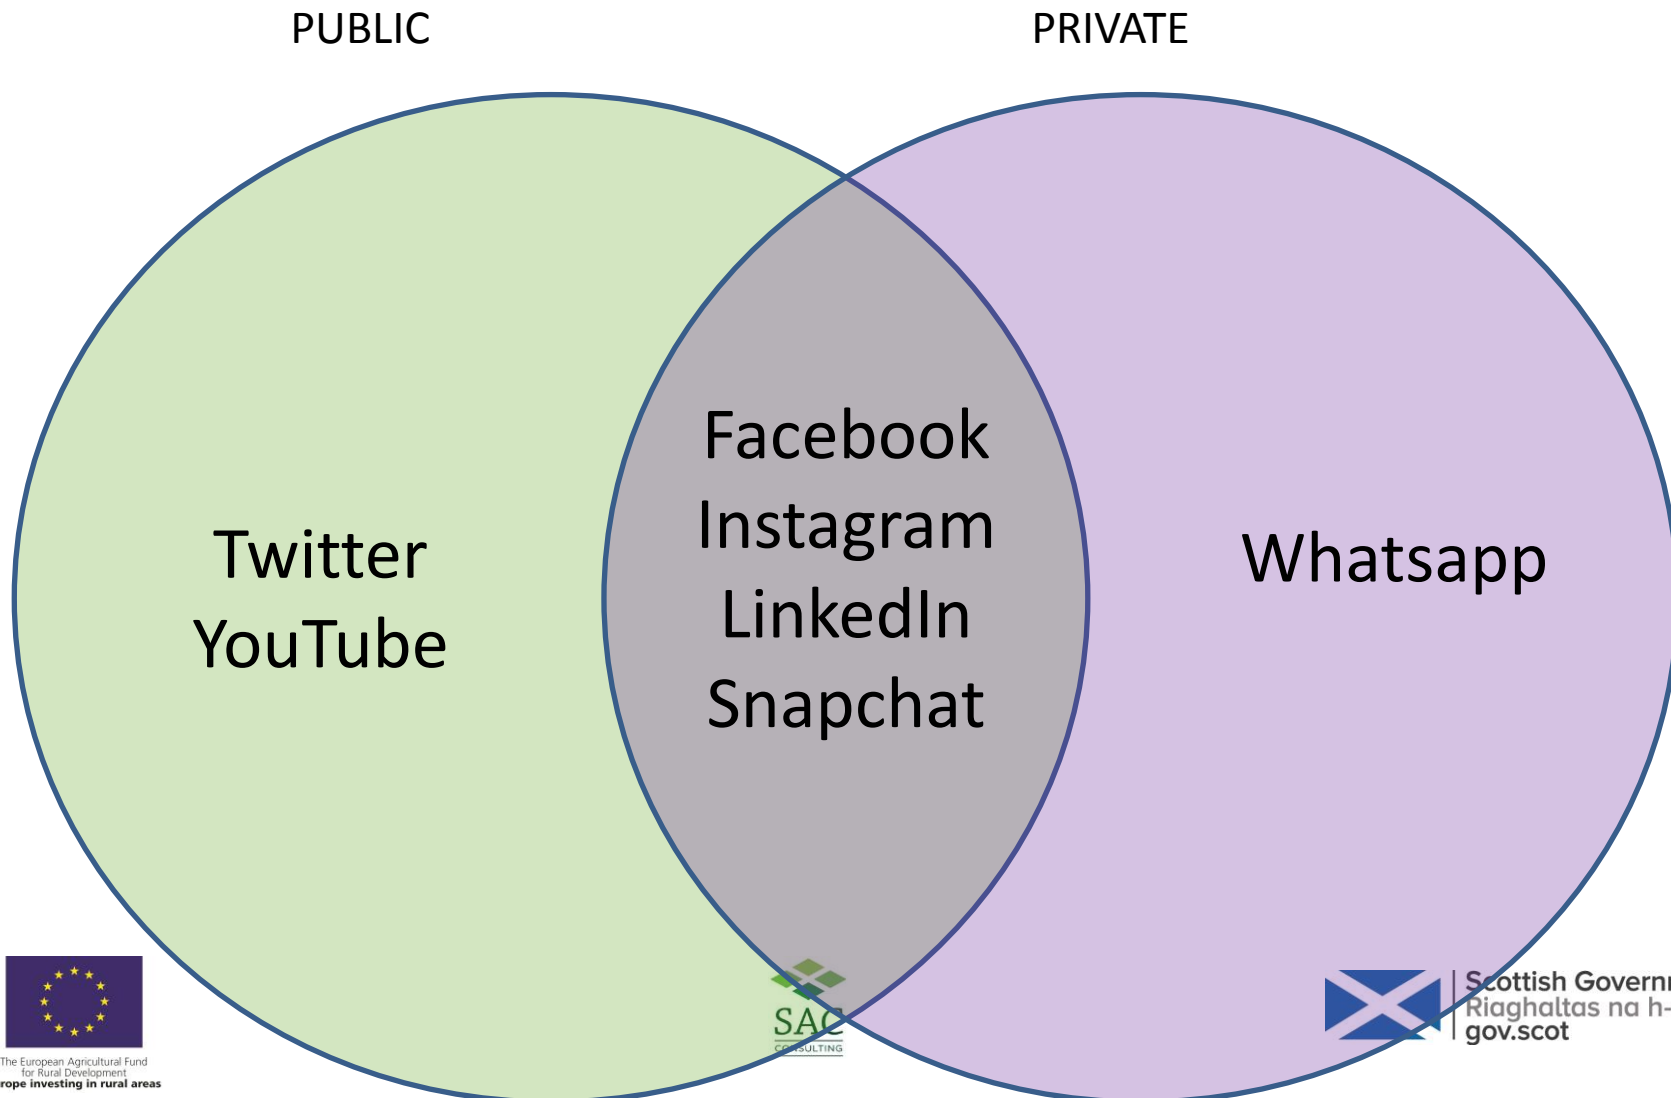 PUBLIC
PRIVATE
Twitter
YouTube
Facebook
Instagram
LinkedIn
Snapchat
Whatsapp
The European Agricultural Fund
for Rural Development
rope investing in rural areas
SAC
CONSULTING
Scottish Governm
Riaghaltas na h-
gov.scot